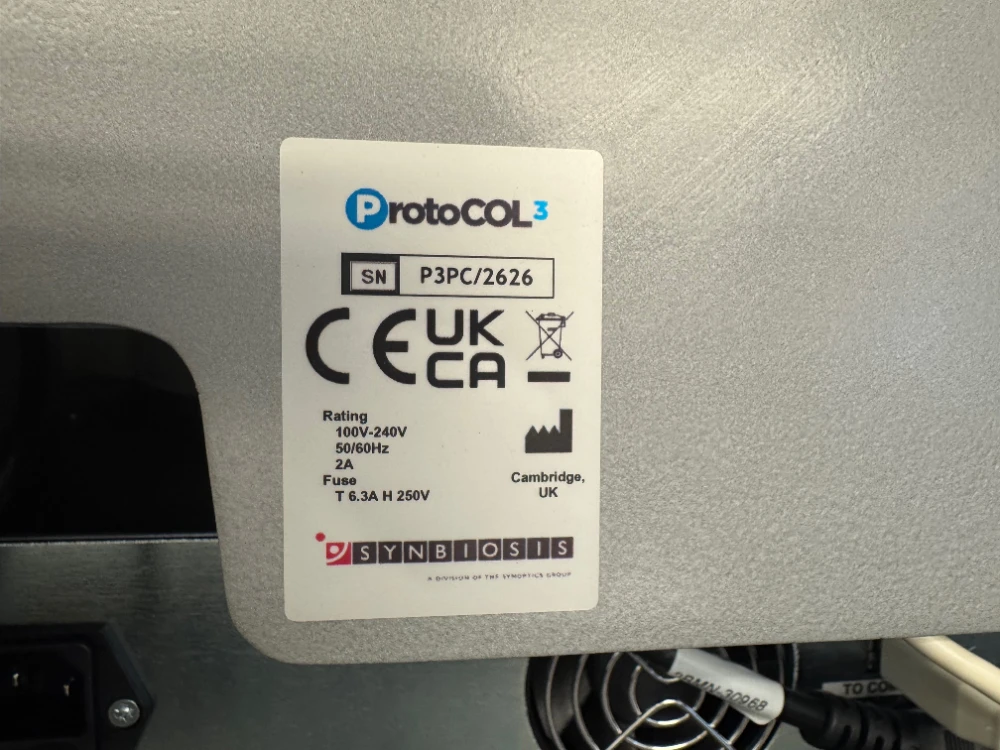 ProtoCOL3
SN P3PC/2626
CE UK
CA
Rating
100V-240V
50/60Hz
2A
Fuse
T 6.3A H 250V
Cambridge,
UK
SYNBIOSIS
A DIVISION OF THE SYNOPTICS GROUP
TO